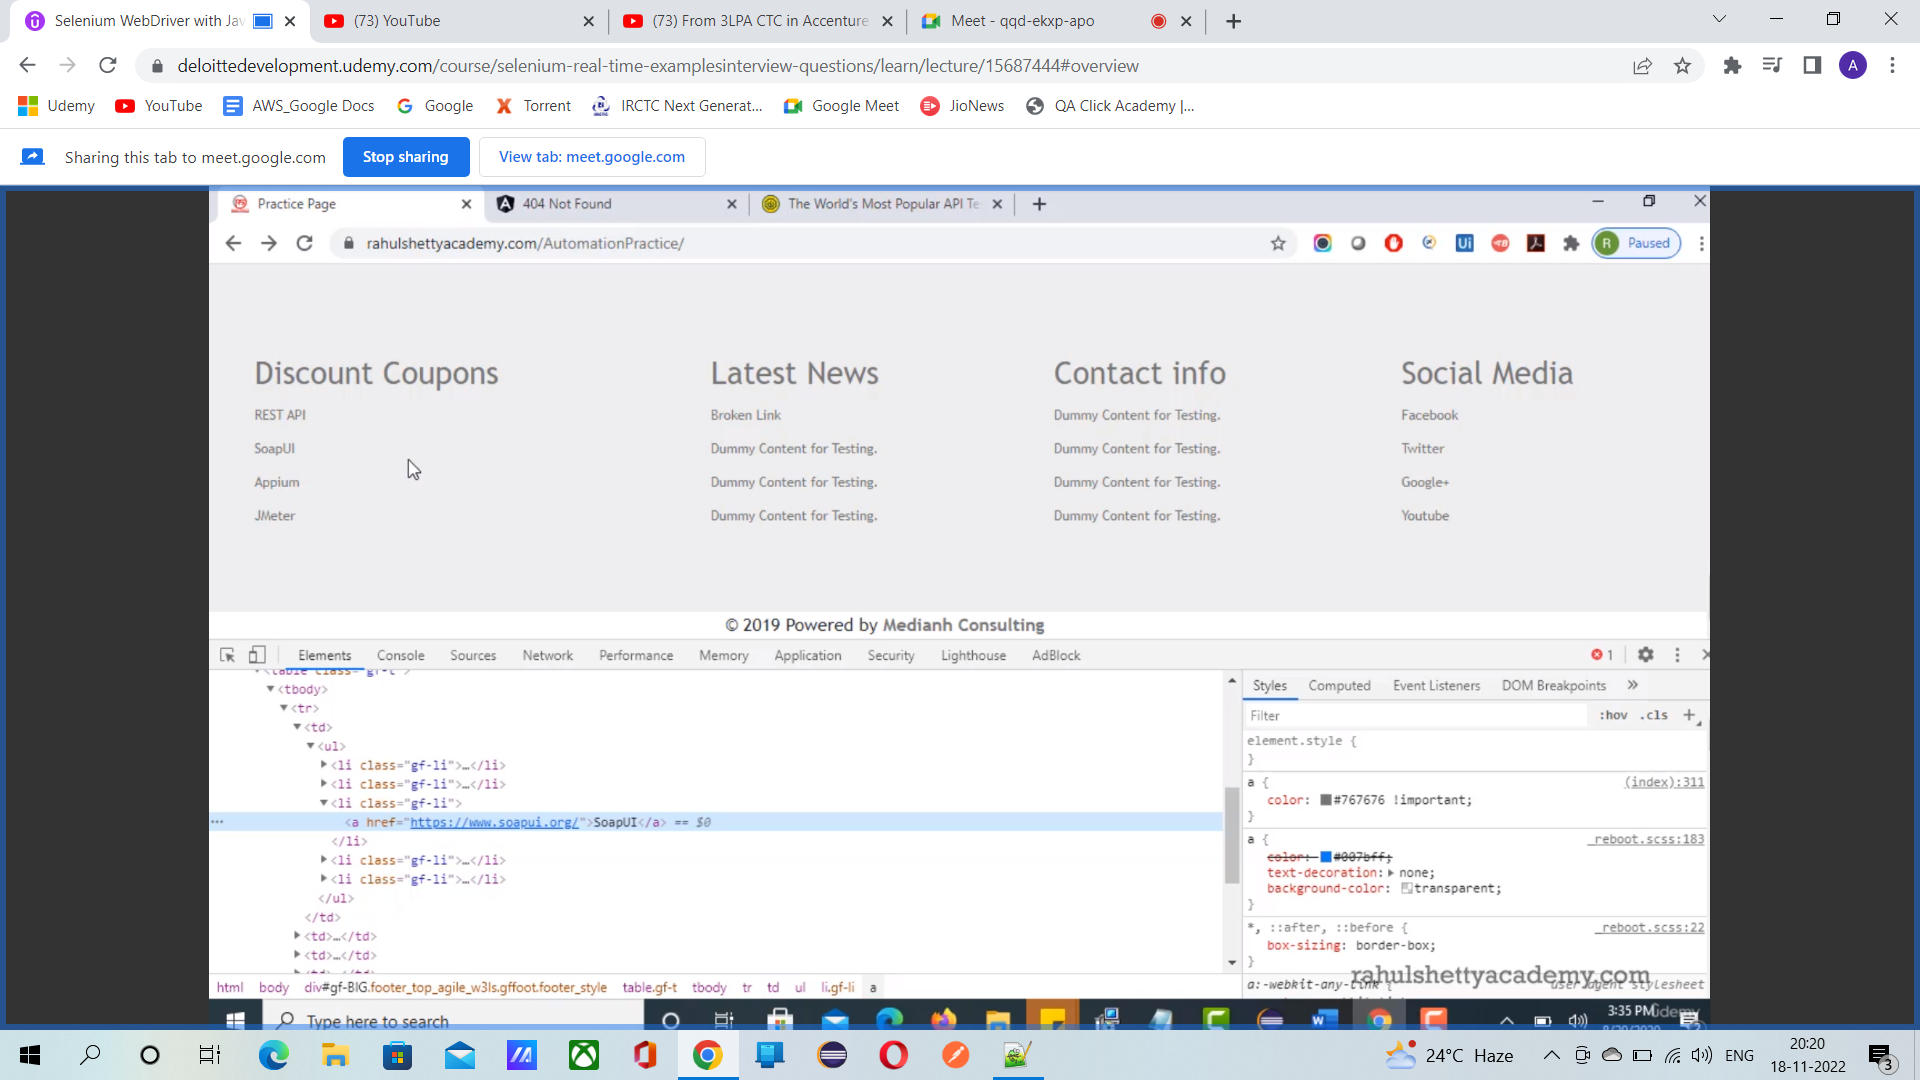 Selenium WebDriver with Jav
(73) YouTube
(73) From 3LPA CTC in Accenture
Meet - qqd-ekxp-apo
deloittedevelopment.udemy.com/course/selenium-real-time-examplesinterview-questions/learn/lecture/15687444#overview
A
Udemy
YouTube
AWS_Google Docs
Google
Torrent
IRCTC Next Generat...
Google Meet
JioNews
QA Click Academy |...
Sharing this tab to meet.google.com
Stop sharing
View tab: meet.google.com
Practice Page
404 Not Found
The World's Most Popular API Te
rahulshettyacademy.com/AutomationPractice/
Ui
R
Paused
Discount Coupons
Latest News
Contact info
Social Media
REST API
Broken Link
Dummy Content for Testing.
Facebook
SoapUI
Dummy Content for Testing.
Dummy Content for Testing.
Twitter
Appium
Dummy Content for Testing.
Dummy Content for Testing.
Google+
JMeter
Dummy Content for Testing.
Dummy Content for Testing.
Youtube
© 2019 Powered by Medianh Consulting
Elements
Console
Sources
Network
Performance
Memory
Application
Security
Lighthouse
AdBlock
1
<tbody>
<tr>
<td>
<ul>
<li class="gf-li">…</li>
<li class="gf-li">…</li>
<li class="gf-li">
<a href="https://www.soapui.org/">SoapUI</a> == $0
</li>
<li class="gf-li">…</li>
<li class="gf-li">…</li>
</ul>
</td>
<td>…</td>
<td>…</td>
html
body
div#gf-BIG.footer_top_agile_w3ls.gffoot.footer_style
table.gf-t
tbody
tr
td
ul
li.gf-li
a
Styles
Computed
Event Listeners
DOM Breakpoints
»
Filter
:hov
.cls
+
element.style {
}
a {
(index):311
color: #767676 !important;
}
a {
_reboot.scss:183
color: #007bff;
text-decoration: none;
background-color: transparent;
}
*, ::after, ::before {
_reboot.scss:22
box-sizing: border-box;
}
rahulshettyacademy.com
a:-webkit-any-link {
user agent stylesheet
Type here to search
3:35 PM
Udemy
24°C Haze
ENG
20:20
18-11-2022
3